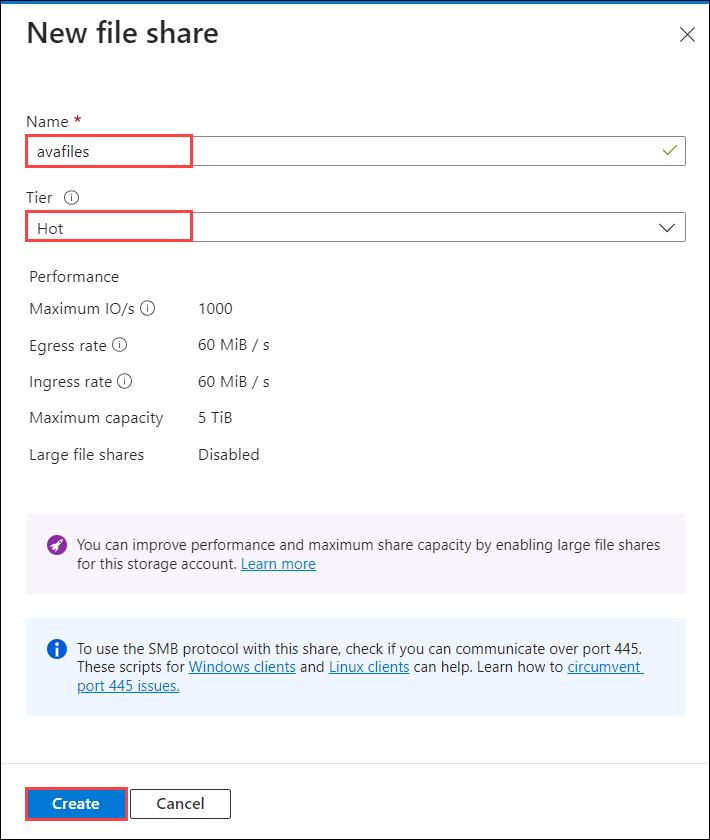 New file share
Name *
avafiles
Tier
Hot
Performance
Maximum IO/s 1000
Egress rate 60 MiB / s
Ingress rate 60 MiB / s
Maximum capacity 5 TiB
Large file shares Disabled
You can improve performance and maximum share capacity by enabling large file shares
for this storage account. Learn more
To use the SMB protocol with this share, check if you can communicate over port 445.
These scripts for Windows clients and Linux clients can help. Learn how to circumvent
port 445 issues.
Create Cancel